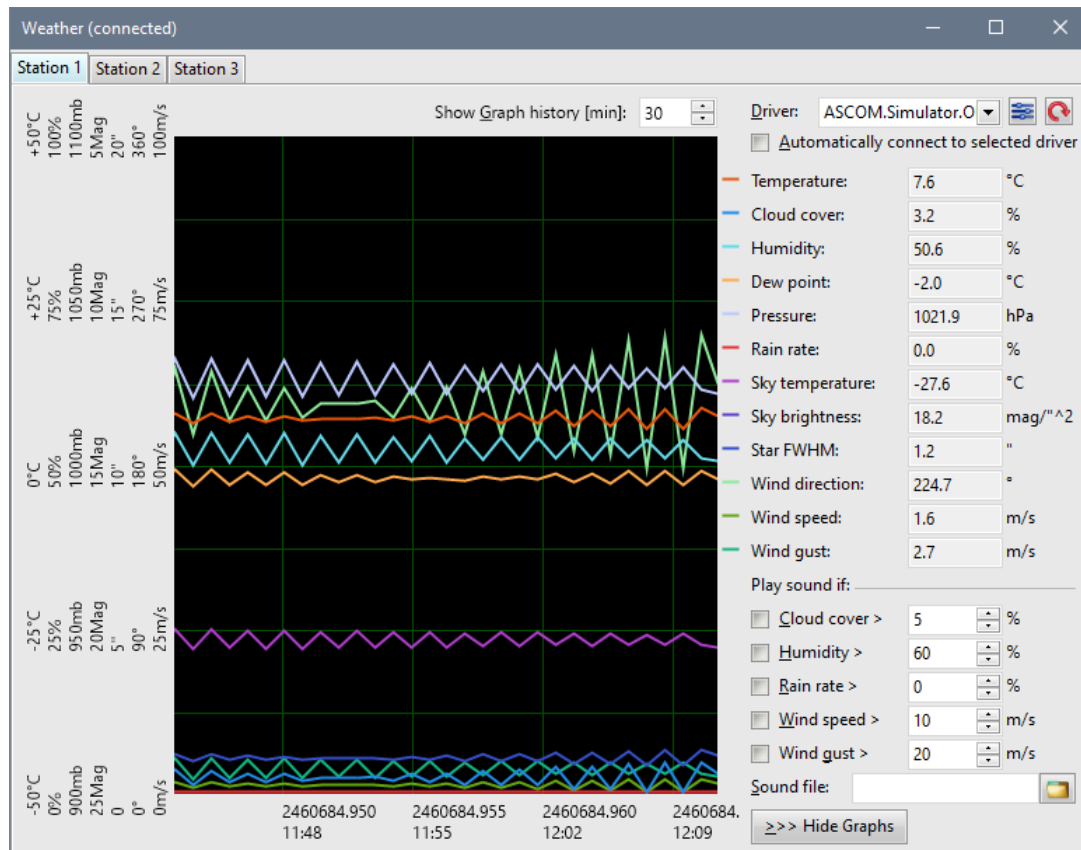 Weather (connected)
Station 1 Station 2 Station 3
Show Graph history [min]: 30
Driver: ASCOM.Simulator.O
Automatically connect to selected driver
+50°C
100%
1100mb
5Mag
20"
360°
100m/s
+25°C
75%
1050mb
10Mag
15"
270°
75m/s
0°C
50%
1000mb
15Mag
10"
180°
50m/s
-25°C
25%
950mb
20Mag
5"
90°
25m/s
-50°C
0%
900mb
25Mag
0
0°
0m/s
2460684.950 2460684.955 2460684.960 2460684.
11:48 11:55 12:02 12:09
Temperature: 7.6 °C
Cloud cover: 3.2 %
Humidity: 50.6 %
Dew point: -2.0 °C
Pressure: 1021.9 hPa
Rain rate: 0.0 %
Sky temperature: -27.6 °C
Sky brightness: 18.2 mag/"^2
Star FWHM: 1.2 "
Wind direction: 224.7 °
Wind speed: 1.6 m/s
Wind gust: 2.7 m/s
Play sound if:
Cloud cover > 5 %
Humidity > 60 %
Rain rate > 0 %
Wind speed > 10 m/s
Wind gust > 20 m/s
Sound file:
>>> Hide Graphs